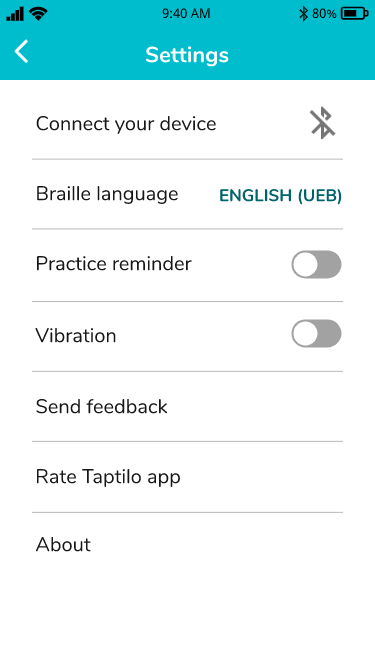 9:40 AM 80%
Settings
Connect your device
Braille language ENGLISH (UEB)
Practice reminder
Vibration
Send feedback
Rate Taptilo app
About